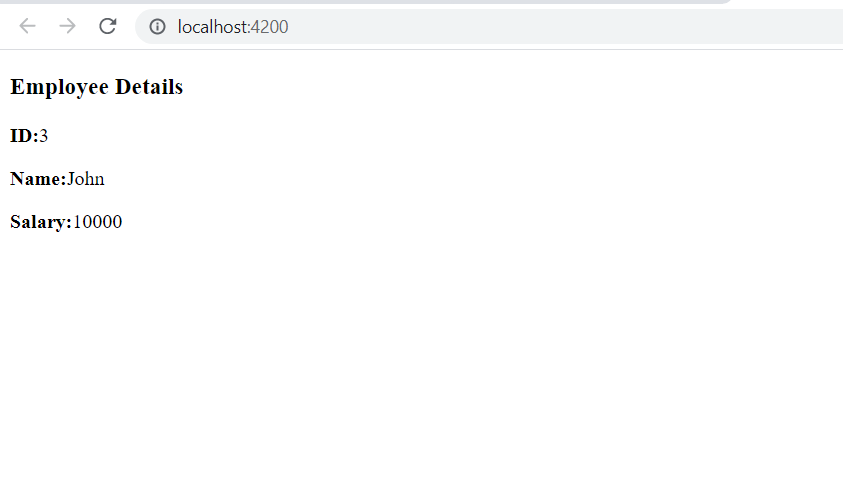 localhost:4200
Employee Details
ID:3
Name:John
Salary:10000